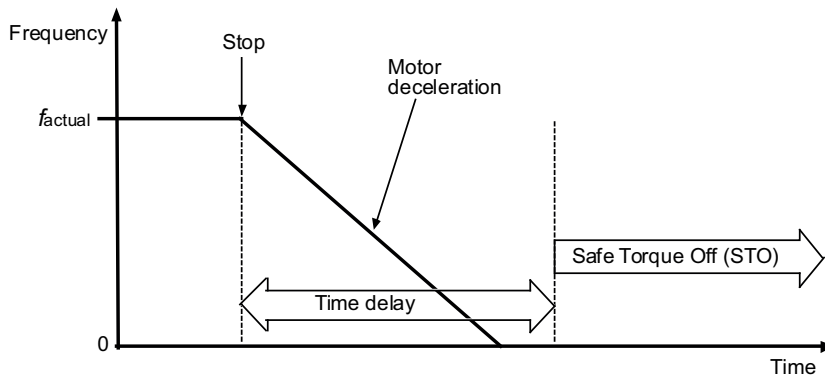 Frequency
Stop
Motor
deceleration
factual
Safe Torque Off (STO)
Time delay
0
Time